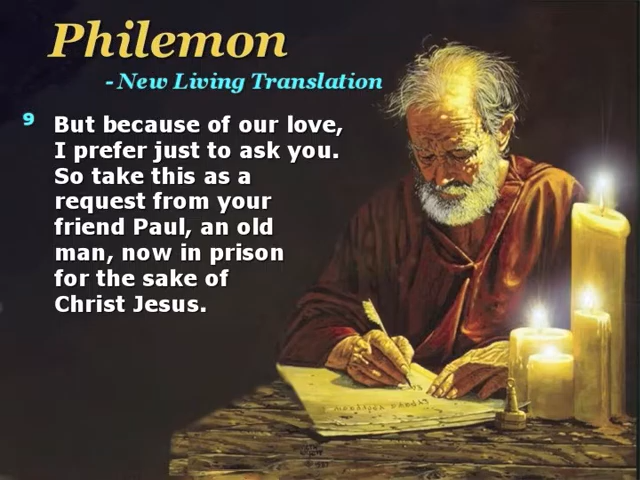 Philemon
- New Living Translation
9 But because of our love,
I prefer just to ask you.
So take this as a
request from your
friend Paul, an old
man, now in prison
for the sake of
Christ Jesus.